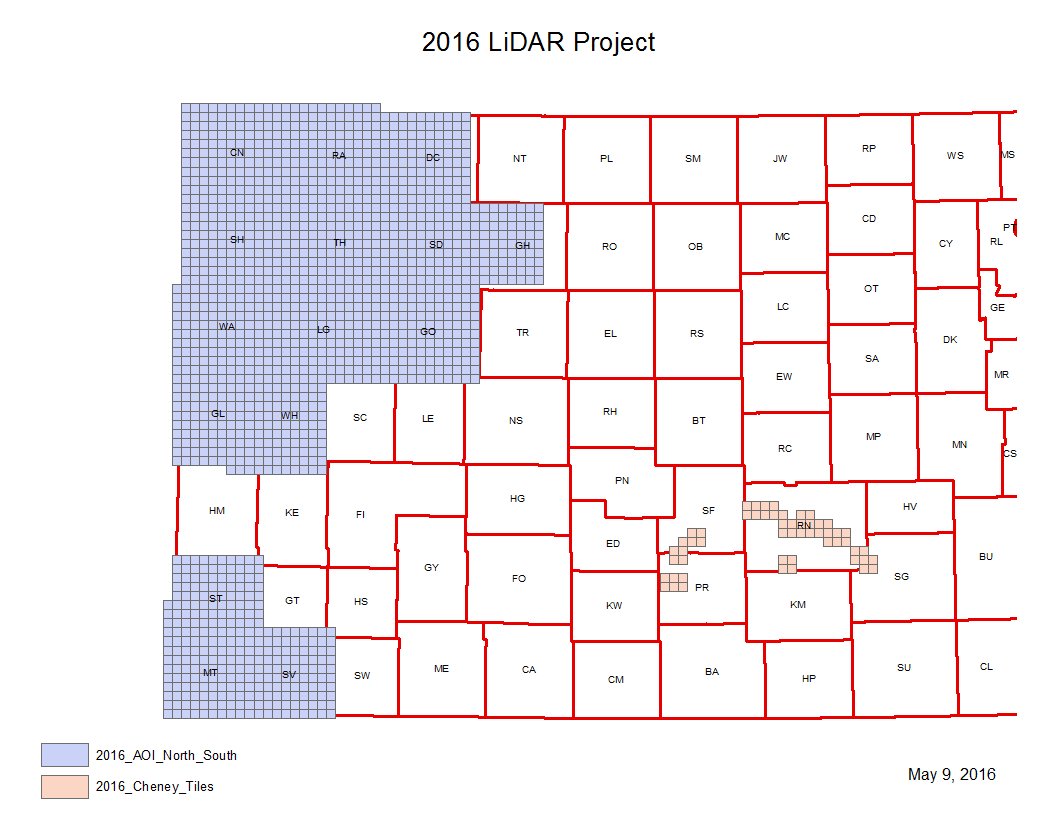 2016 LiDAR Project
CN RA DC NT PL SM JW RP WS MS
SH TH SD GH RO OB MC CD CY RL PT
WA LG GO TR EL RS LC OT DK GE
GL WH SC LE NS RH BT EW SA MR
RC MP MN CS
HM KE FI HG PN SF RN HV
ST GT HS GY FO ED PR SG BU
KW KM
MT SV SW ME CA CM BA HP SU CL
2016_AOI_North_South
2016_Cheney_Tiles
May 9, 2016